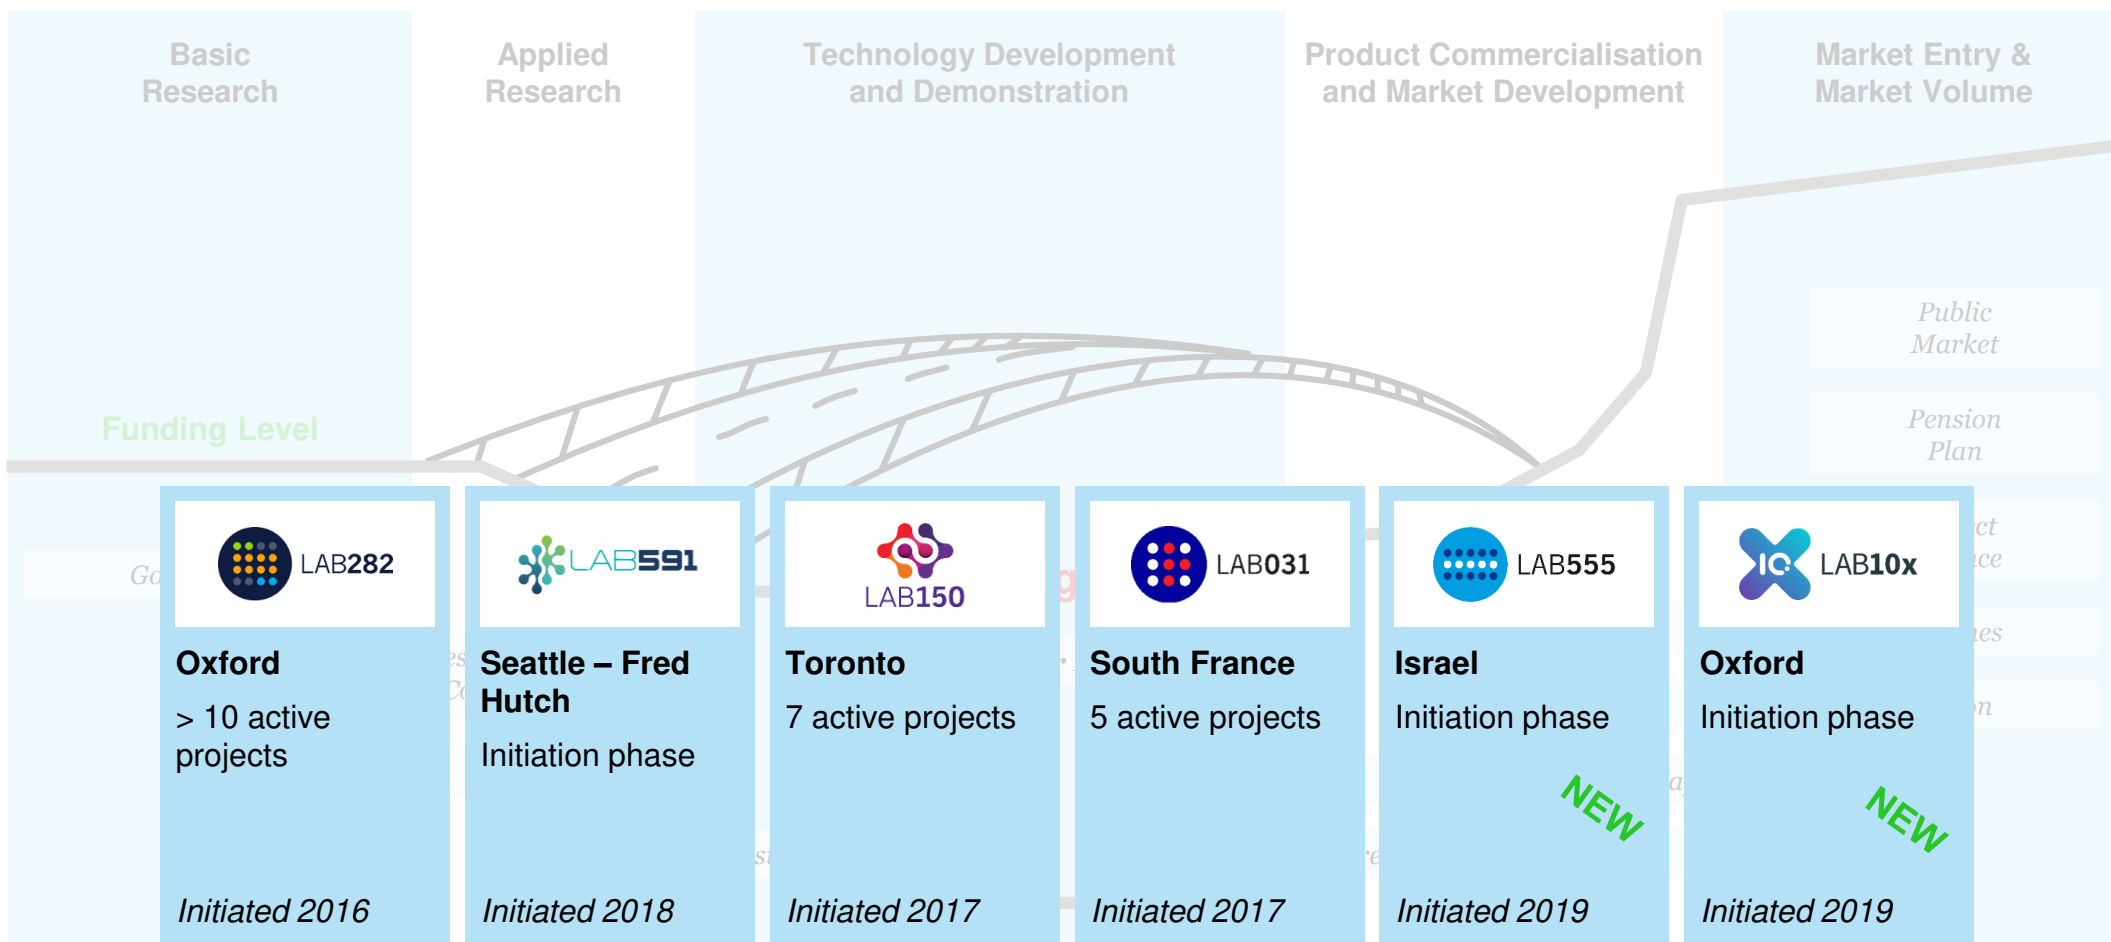 Basic
Research
Applied
Research
Technology Development
and Demonstration
Product Commercialisation
and Market Development
Market Entry &
Market Volume
Public
Market
Pension
Plan
Funding Level
LAB282
Oxford
> 10 active
projects
Initiated 2016
LAB591
Seattle – Fred
Hutch
Initiation phase
Initiated 2018
LAB150
Toronto
7 active projects
Initiated 2017
LAB031
South France
5 active projects
Initiated 2017
LAB555
Israel
Initiation phase
NEW
Initiated 2019
IQ
LAB10x
Oxford
Initiation phase
NEW
Initiated 2019